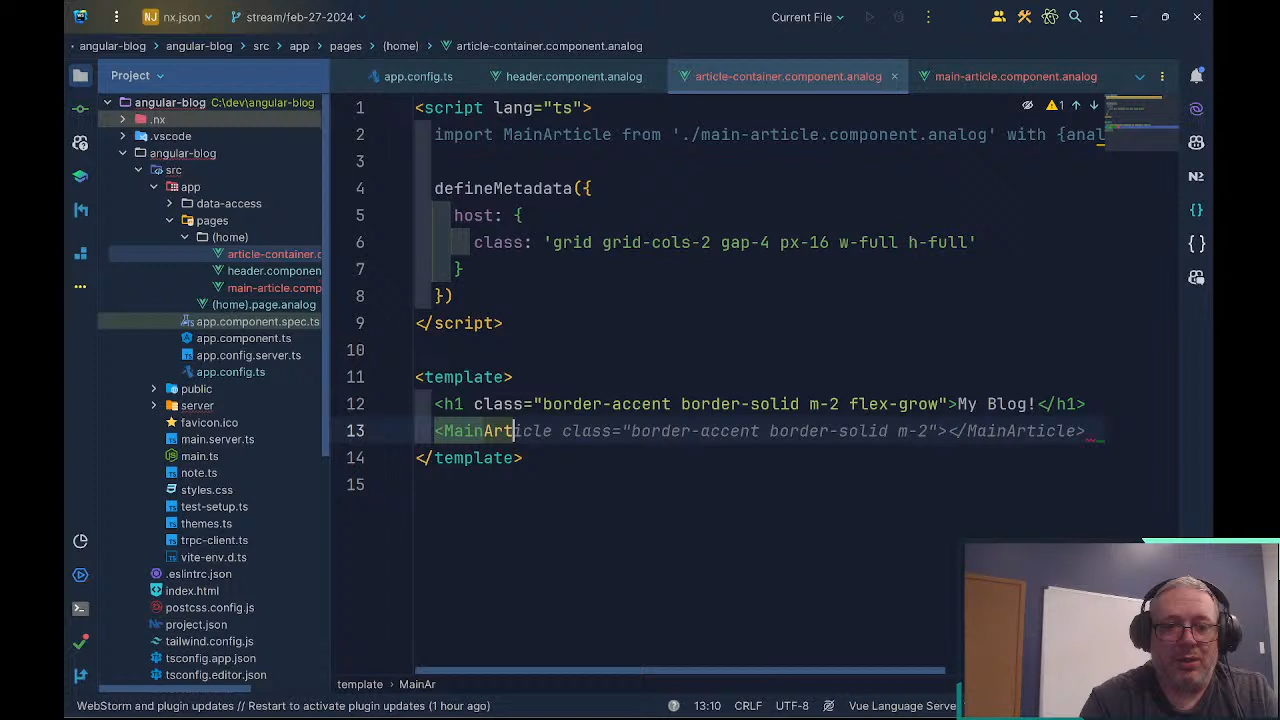 NJ nx.json stream/feb-27-2024 Current File
angular-blog angular-blog src app pages (home) article-container.component.analog
Project app.config.ts header.component.analog article-container.component.analog main-article.component.analog
angular-blog C:\dev\angular-blog
.nx
.vscode
angular-blog
src
app
data-access
pages
(home)
article-container.c
header.component
main-article.comp
(home).page.analog
app.component.spec.ts
app.component.ts
app.config.server.ts
app.config.ts
public
server
favicon.ico
main.server.ts
main.ts
note.ts
styles.css
test-setup.ts
themes.ts
trpc-client.ts
vite-env.d.ts
.eslintrc.json
index.html
postcss.config.js
project.json
tailwind.config.js
tsconfig.app.json
tsconfig.editor.json
1 <script lang="ts">
2 import MainArticle from './main-article.component.analog' with {anal
3
4 defineMetadata({
5 host: {
6 class: 'grid grid-cols-2 gap-4 px-16 w-full h-full'
7 }
8 })
9 </script>
10
11 <template>
12 <h1 class="border-accent border-solid m-2 flex-grow">My Blog!</h1>
13 <MainArticle class="border-accent border-solid m-2"></MainArticle>
14 </template>
15
1
N2
template MainAr
WebStorm and plugin updates // Restart to activate plugin updates (1 hour ago) 13:10 CRLF UTF-8 Vue Language Serv